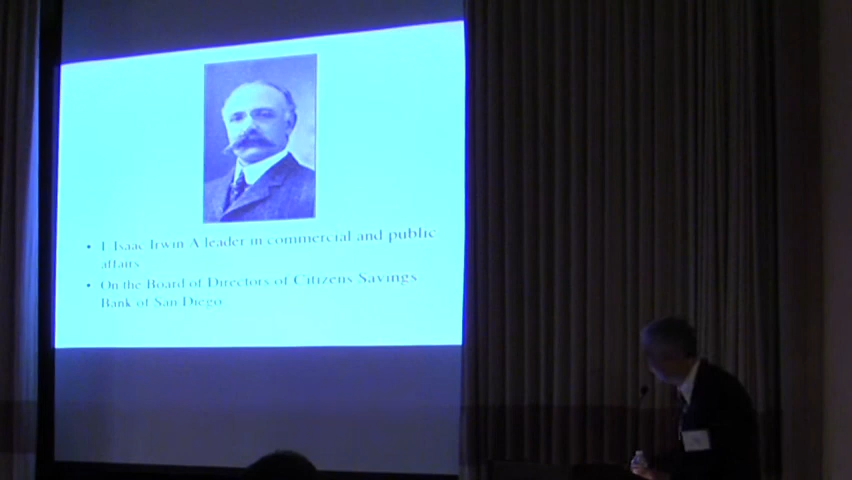 • I Isaac Irwin A leader in commercial and public
affairs
• On the Board of Directors of Citizens Savings
Bank of San Diego